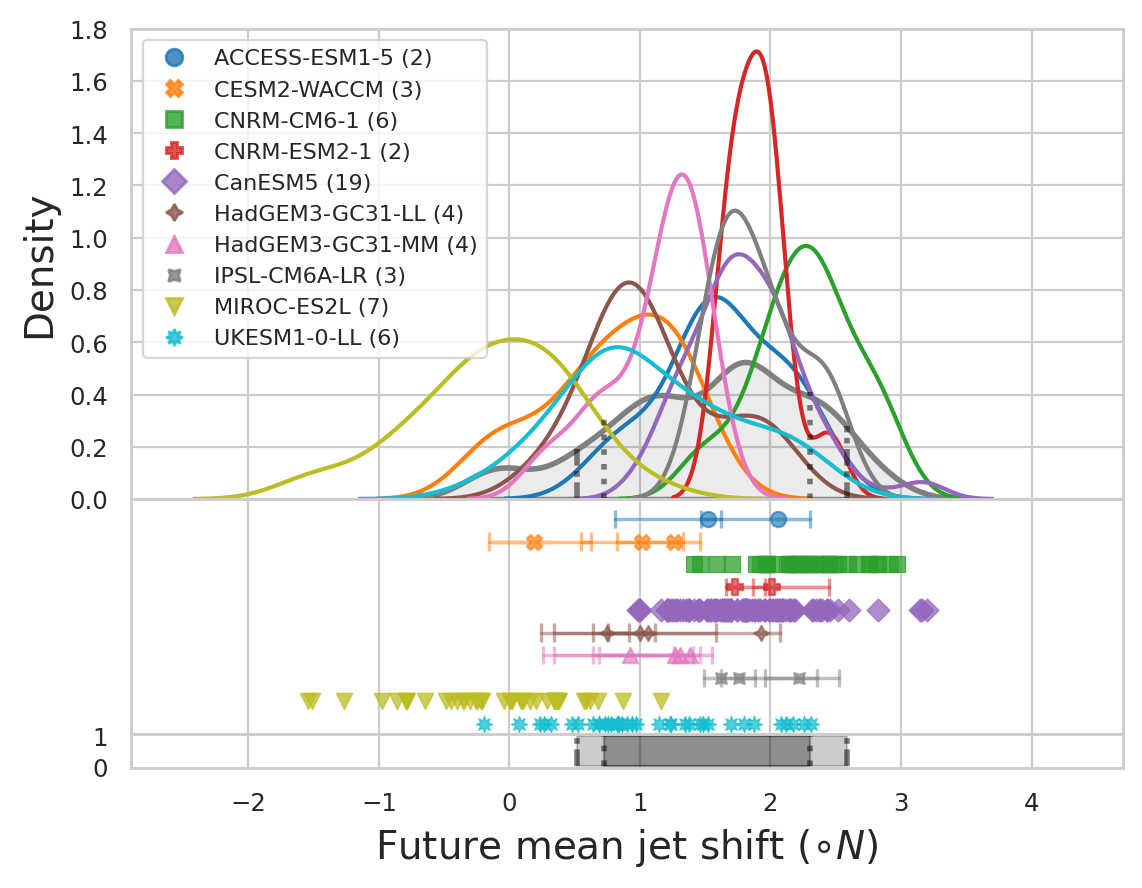 1.8
1.6
1.4
1.2
1.0
0.8
0.6
0.4
0.2
0.0
1
0
Density
ACCESS-ESM1-5 (2)
CESM2-WACCM (3)
CNRM-CM6-1 (6)
CNRM-ESM2-1 (2)
CanESM5 (19)
HadGEM3-GC31-LL (4)
HadGEM3-GC31-MM (4)
IPSL-CM6A-LR (3)
MIROC-ES2L (7)
UKESM1-0-LL (6)
−2 −1 0 1 2 3 4
Future mean jet shift (∘N)